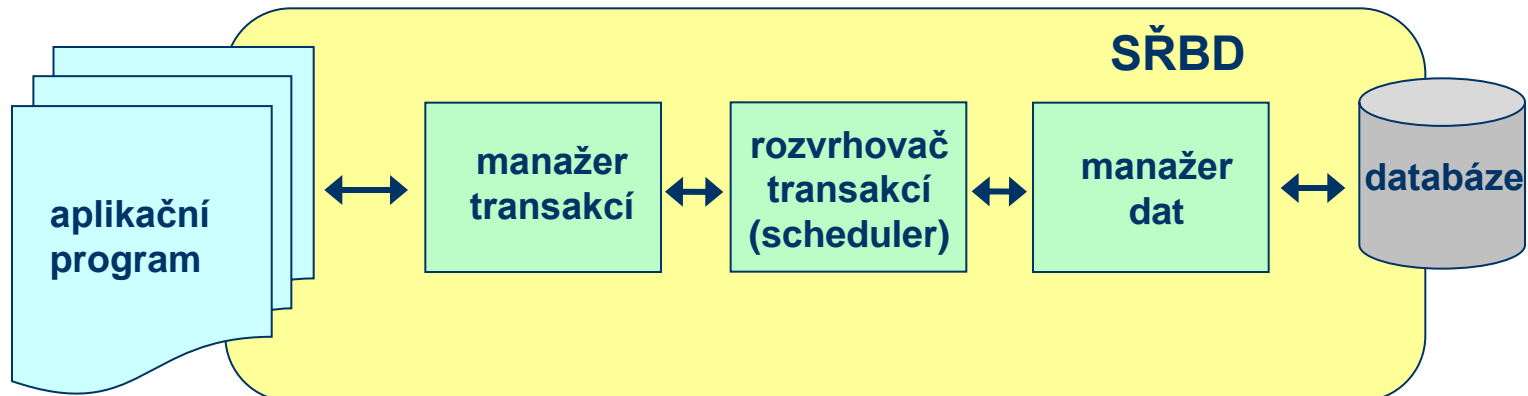 SŘBD
aplikační
program
manažer
transakcí
rozvrhovač
transakcí
(scheduler)
manažer
dat
databáze